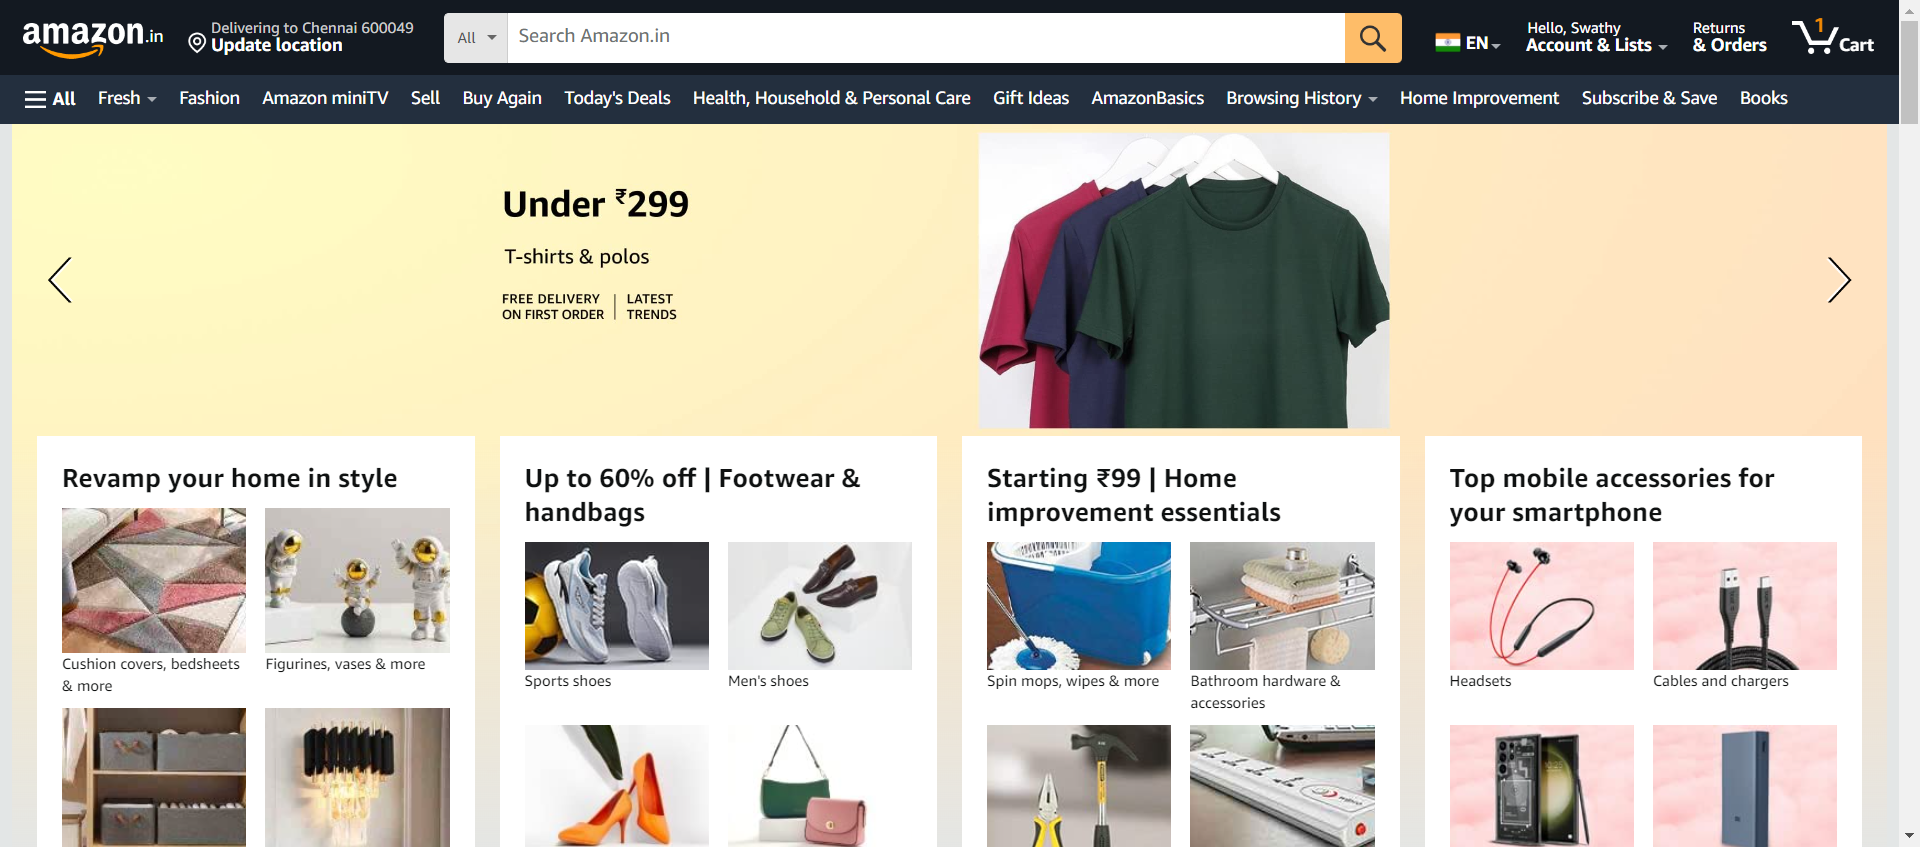 amazon.in
Delivering to Chennai 600049
Update location
All
Search Amazon.in
EN
Hello, Swathy
Account & Lists
Returns
& Orders
1
Cart
All
Fresh
Fashion
Amazon miniTV
Sell
Buy Again
Today's Deals
Health, Household & Personal Care
Gift Ideas
AmazonBasics
Browsing History
Home Improvement
Subscribe & Save
Books
Under ₹299
T-shirts & polos
FREE DELIVERY
ON FIRST ORDER
LATEST
TRENDS
Revamp your home in style
Cushion covers, bedsheets
& more
Figurines, vases & more
Up to 60% off | Footwear &
handbags
Sports shoes
Men's shoes
Starting ₹99 | Home
improvement essentials
Spin mops, wipes & more
Bathroom hardware &
accessories
Top mobile accessories for
your smartphone
Headsets
Cables and chargers